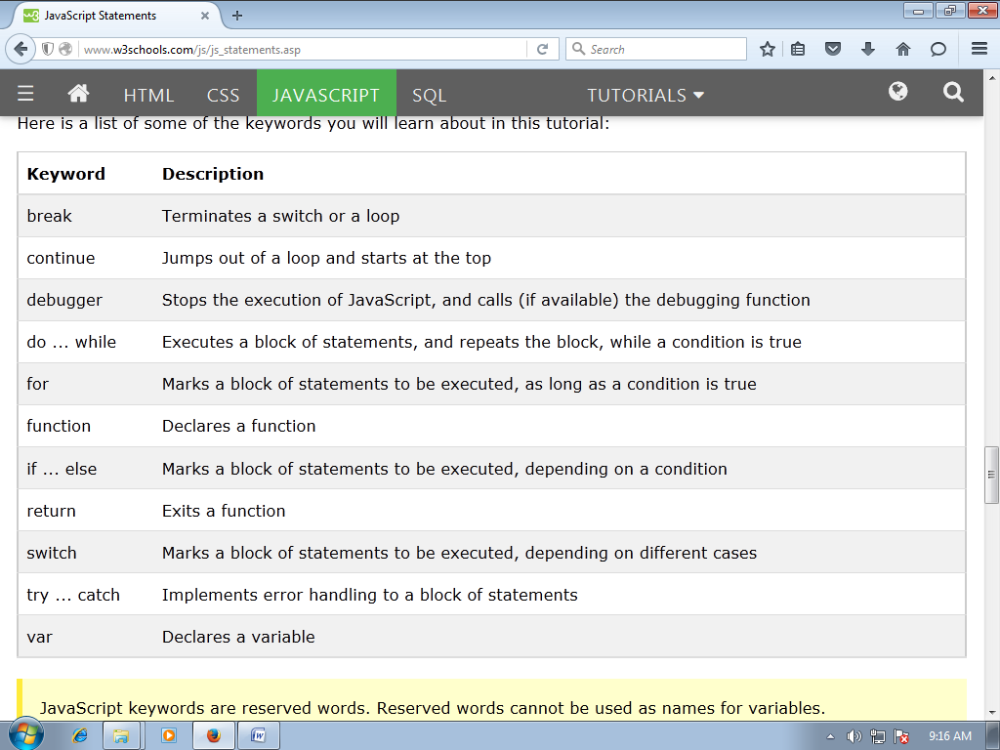 JavaScript Statements
www.w3schools.com/js/js_statements.asp
Search
HTML CSS JAVASCRIPT SQL TUTORIALS
Here is a list of some of the keywords you will learn about in this tutorial:
Keyword Description
break Terminates a switch or a loop
continue Jumps out of a loop and starts at the top
debugger Stops the execution of JavaScript, and calls (if available) the debugging function
do ... while Executes a block of statements, and repeats the block, while a condition is true
for Marks a block of statements to be executed, as long as a condition is true
function Declares a function
if ... else Marks a block of statements to be executed, depending on a condition
return Exits a function
switch Marks a block of statements to be executed, depending on different cases
try ... catch Implements error handling to a block of statements
var Declares a variable
JavaScript keywords are reserved words. Reserved words cannot be used as names for variables.
9:16 AM